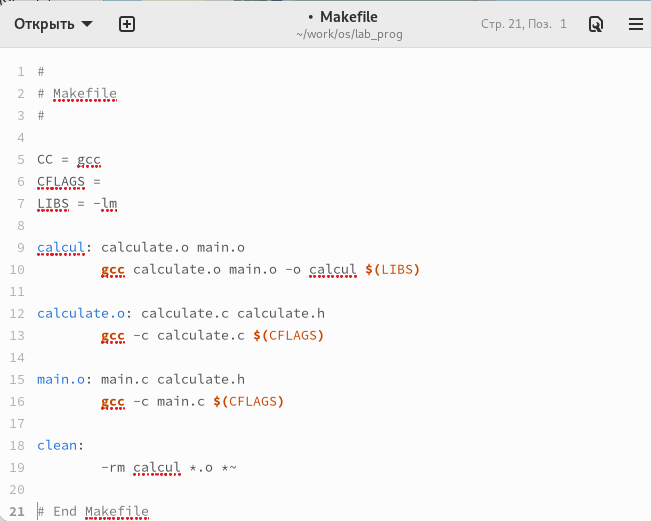 Открыть
• Makefile
~/work/os/lab_prog
Стр. 21, Поз. 1
1 #
2 # Makefile
3 #
4
5 CC = gcc
6 CFLAGS =
7 LIBS = -lm
8
9 calcul: calculate.o main.o
10 gcc calculate.o main.o -o calcul $(LIBS)
11
12 calculate.o: calculate.c calculate.h
13 gcc -c calculate.c $(CFLAGS)
14
15 main.o: main.c calculate.h
16 gcc -c main.c $(CFLAGS)
17
18 clean:
19 -rm calcul *.o *~
20
21 # End Makefile